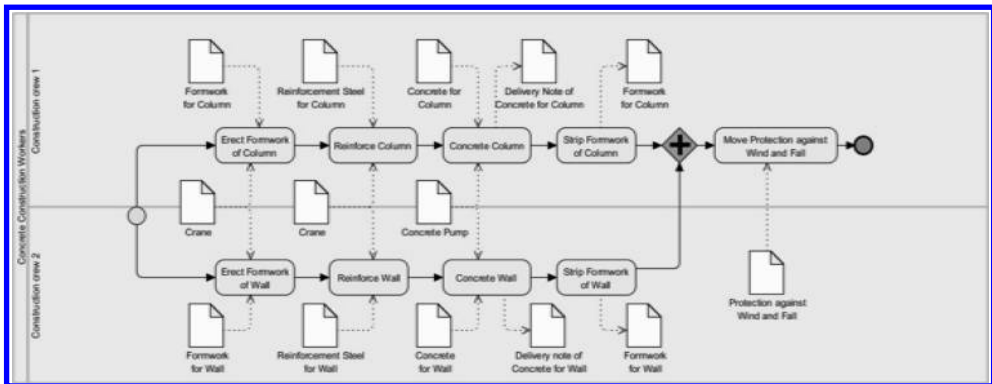 Concrete Construction Workers
Construction crew 1
Formwork
for Column
Reinforcement Steel
for Column
Concrete for
Column
Delivery Note of
Concrete for Column
Formwork
for Column
Erect Formwork
of Column
Reinforce Column
Concrete Column
Strip Formwork
of Column
Move Protection against
Wind and Fall
Crane
Crane
Concrete Pump
Construction crew 2
Erect Formwork
of Wall
Reinforce Wall
Concrete Wall
Strip Formwork
of Wall
Protection against
Wind and Fall
Formwork
for Wall
Reinforcement Steel
for Wall
Concrete
for Wall
Delivery note of
Concrete for Wall
Formwork
for Wall